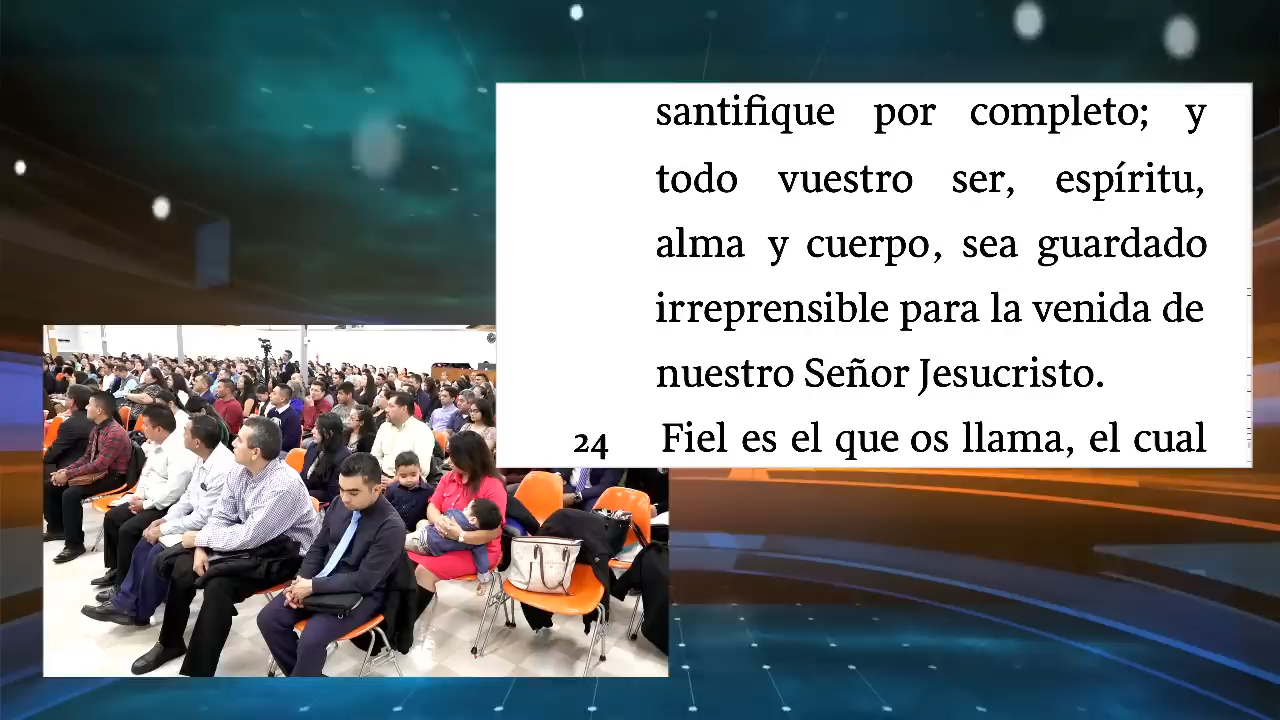 santifique por completo; y
todo vuestro ser, espíritu,
alma y cuerpo, sea guardado
irreprensible para la venida de
nuestro Señor Jesucristo.
24 Fiel es el que os llama, el cual